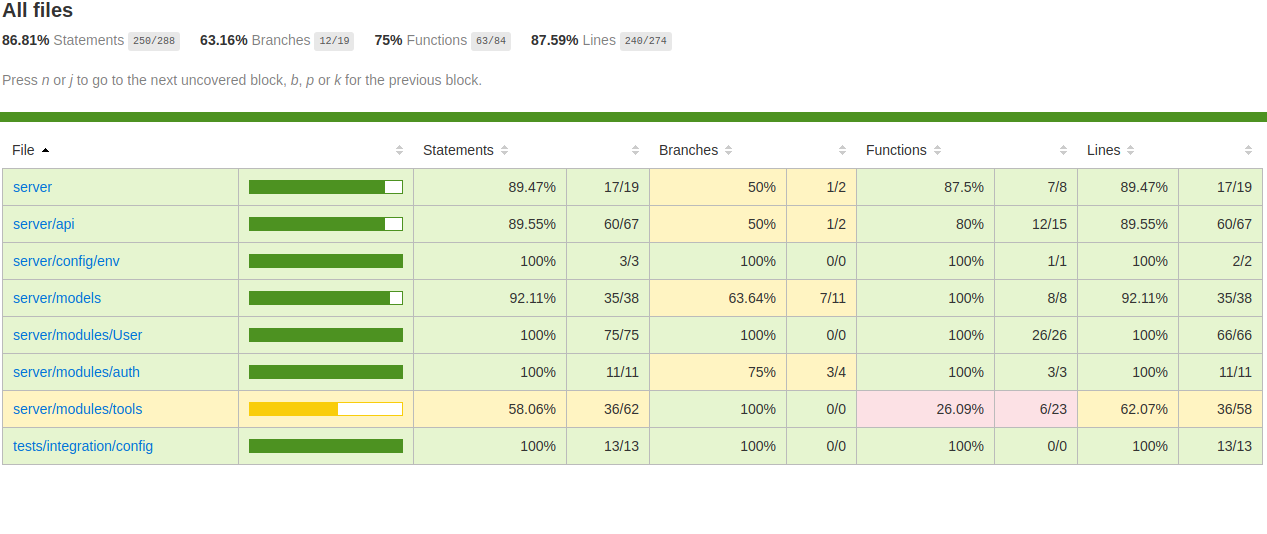 All files
86.81% Statements 250/288 63.16% Branches 12/19 75% Functions 63/84 87.59% Lines 240/274
Press n or j to go to the next uncovered block, b, p or k for the previous block.
File Statements Branches Functions Lines
server 89.47% 17/19 50% 1/2 87.5% 7/8 89.47% 17/19
server/api 89.55% 60/67 50% 1/2 80% 12/15 89.55% 60/67
server/config/env 100% 3/3 100% 0/0 100% 1/1 100% 2/2
server/models 92.11% 35/38 63.64% 7/11 100% 8/8 92.11% 35/38
server/modules/User 100% 75/75 100% 0/0 100% 26/26 100% 66/66
server/modules/auth 100% 11/11 75% 3/4 100% 3/3 100% 11/11
server/modules/tools 58.06% 36/62 100% 0/0 26.09% 6/23 62.07% 36/58
tests/integration/config 100% 13/13 100% 0/0 100% 0/0 100% 13/13